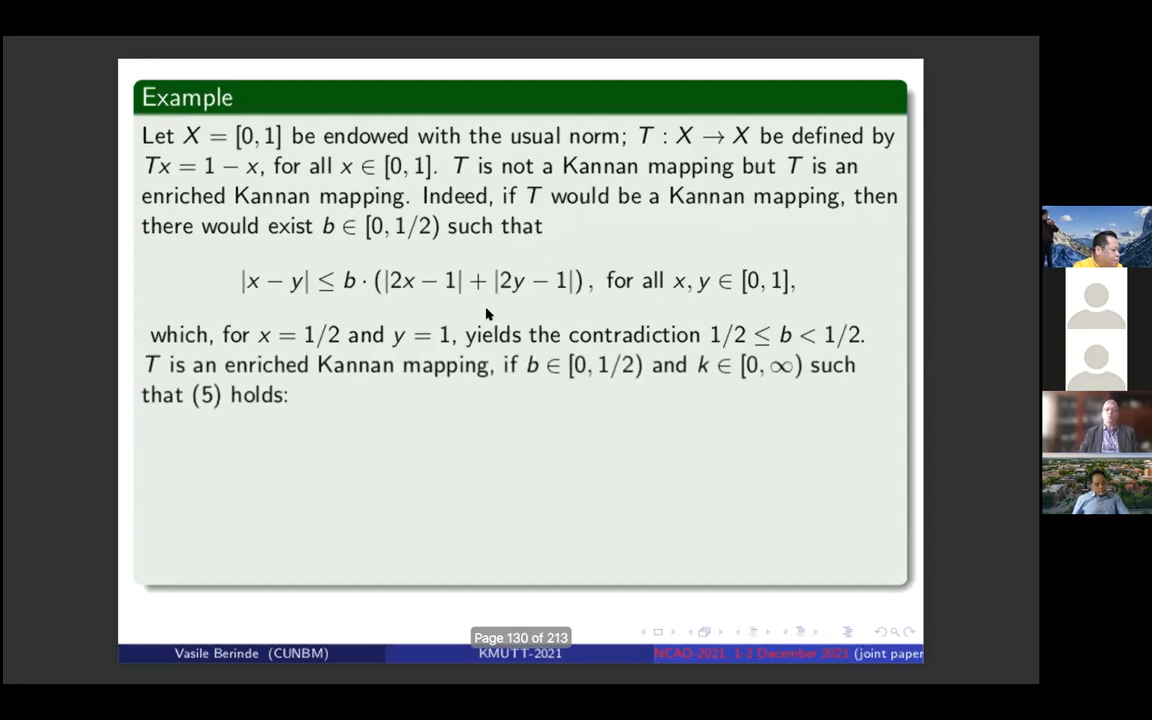 Example
Let X = [0, 1] be endowed with the usual norm; T : X → X be defined by
Tx = 1 − x, for all x ∈ [0, 1]. T is not a Kannan mapping but T is an
enriched Kannan mapping. Indeed, if T would be a Kannan mapping, then
there would exist b ∈ [0, 1/2) such that
|x − y| ≤ b · (|2x − 1| + |2y − 1|) , for all x, y ∈ [0, 1],
which, for x = 1/2 and y = 1, yields the contradiction 1/2 ≤ b < 1/2.
T is an enriched Kannan mapping, if b ∈ [0, 1/2) and k ∈ [0, ∞) such
that (5) holds:
Page 130 of 213
Vasile Berinde (CUNBM) KMUTT-2021 NCAO-2021, 1-2 December 2021 (joint paper